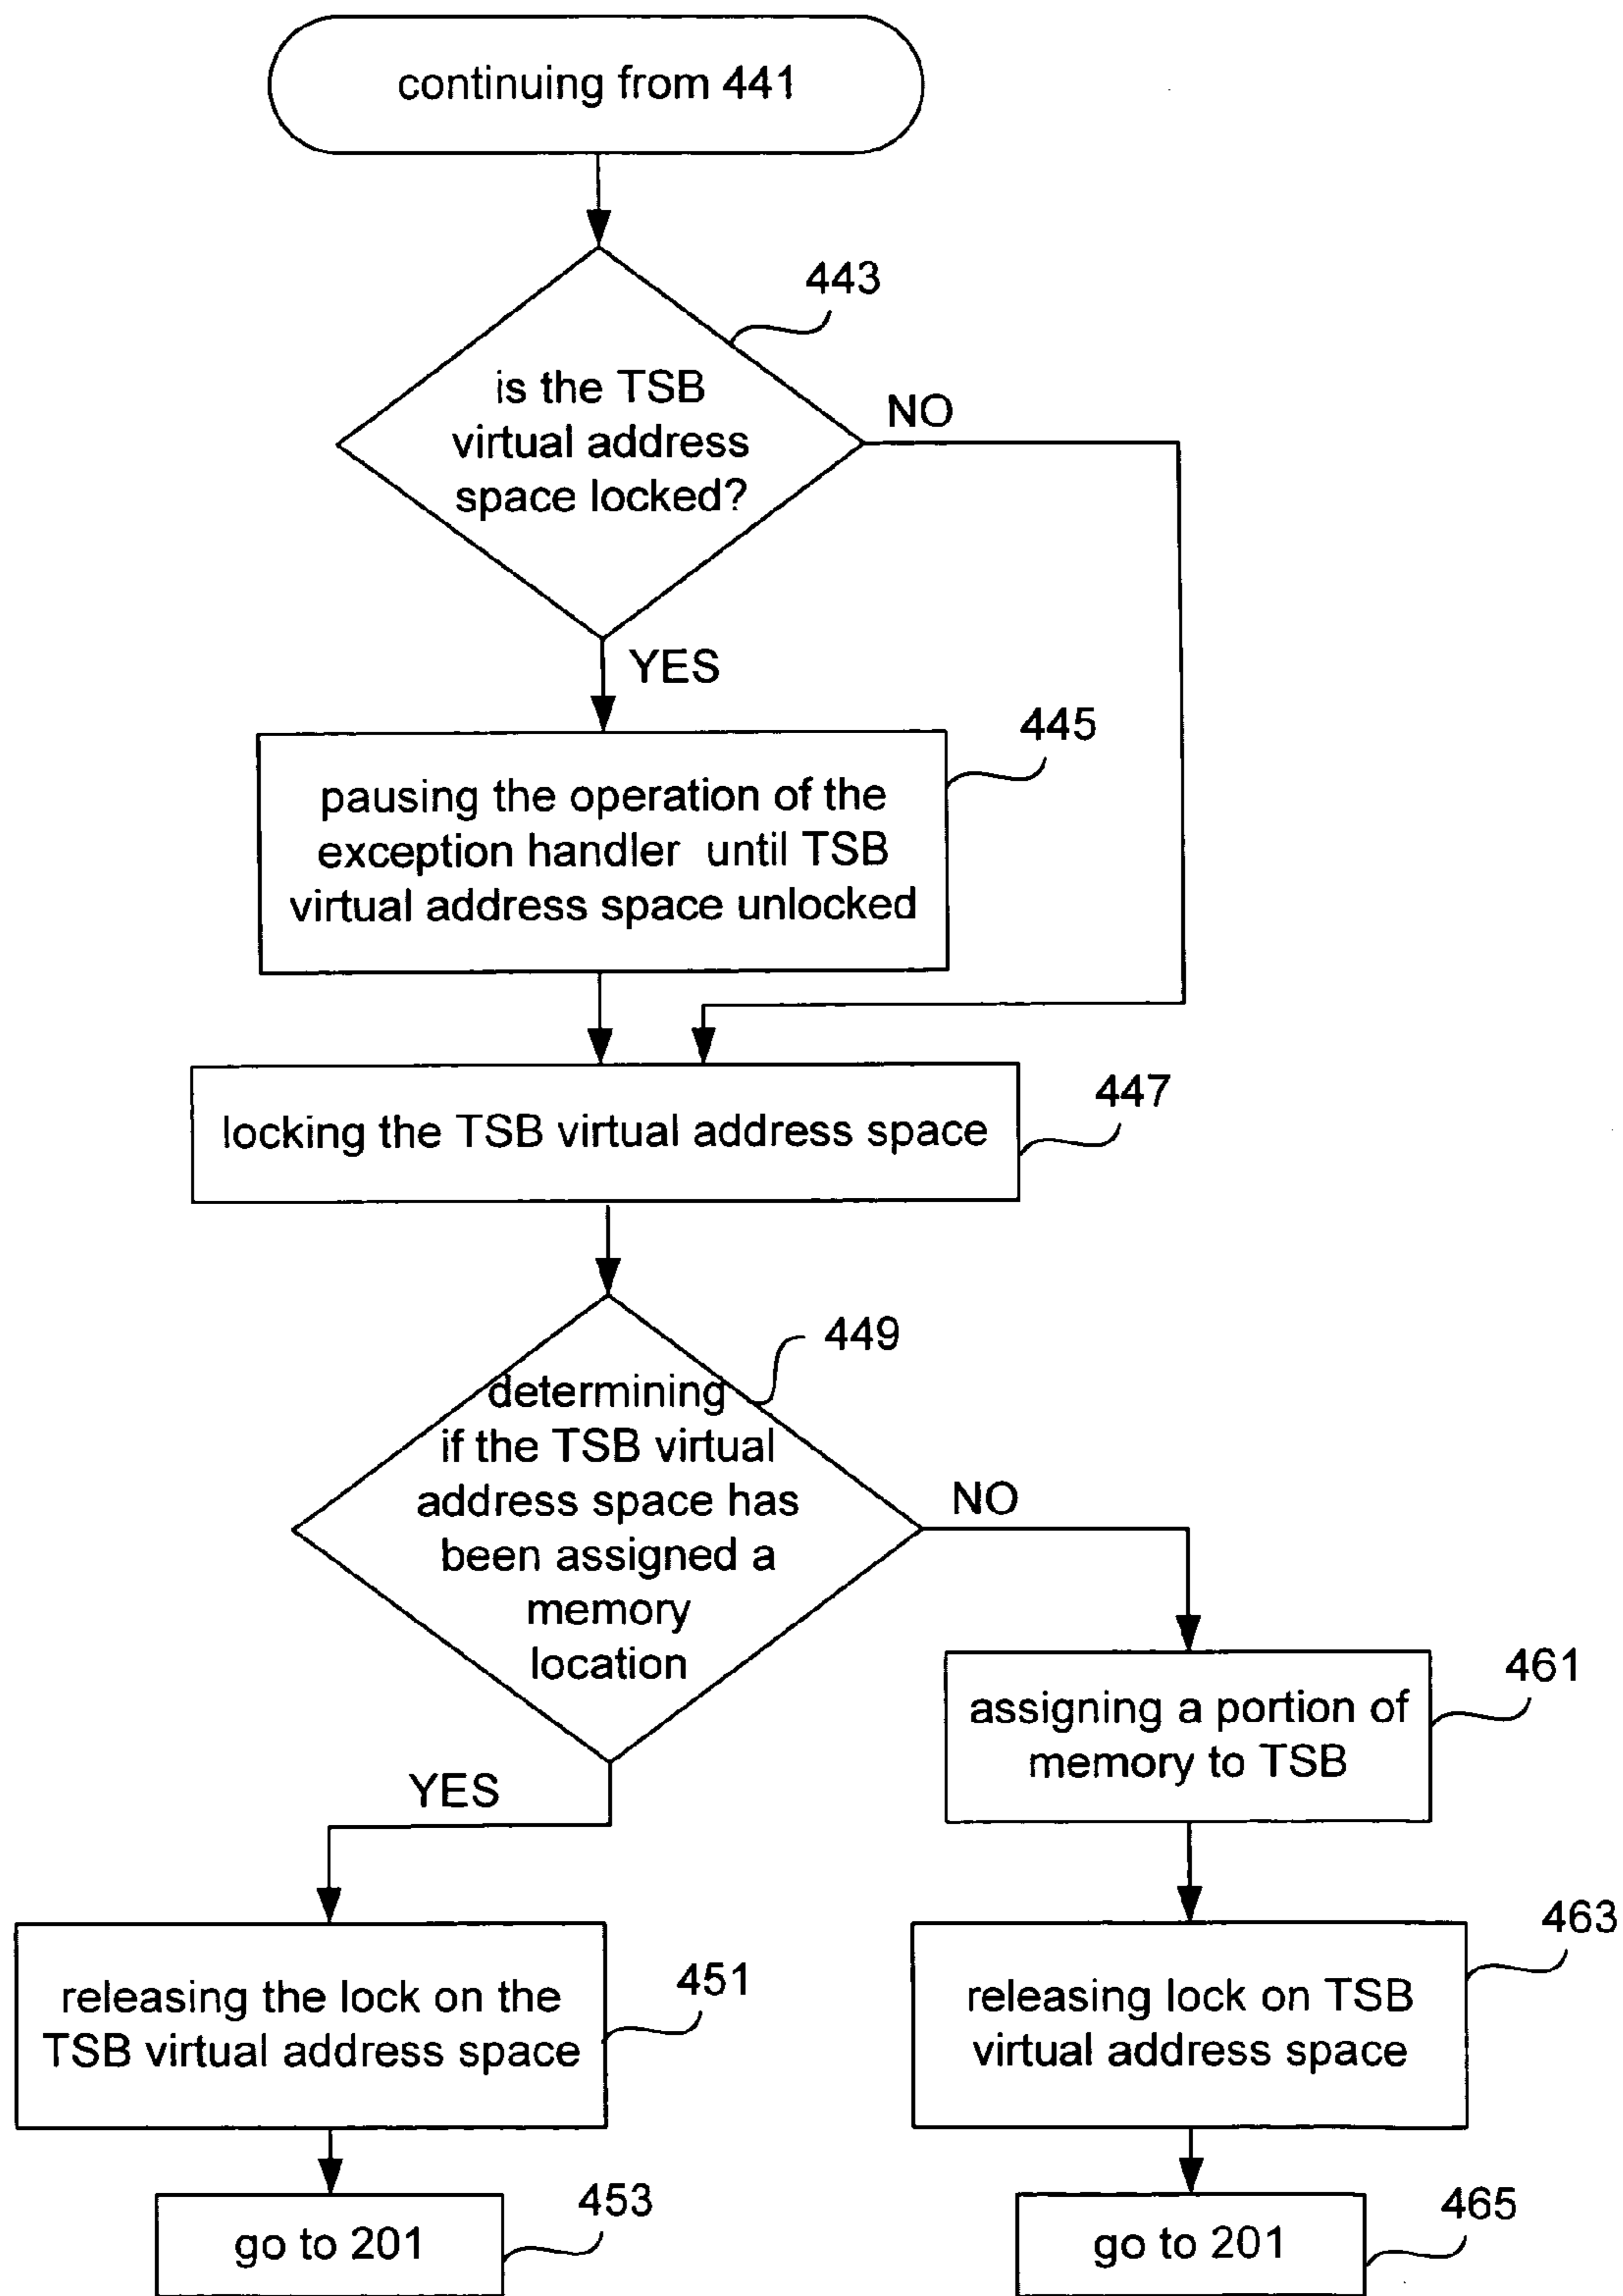 continuing from 441
443
is the TSB
virtual address
space locked?
NO
YES
445
pausing the operation of the
exception handler until TSB
virtual address space unlocked
447
locking the TSB virtual address space
449
determining
if the TSB virtual
address space has
been assigned a
memory
location
NO
YES
461
assigning a portion of
memory to TSB
451
releasing the lock on the
TSB virtual address space
463
releasing lock on TSB
virtual address space
453
go to 201
465
go to 201